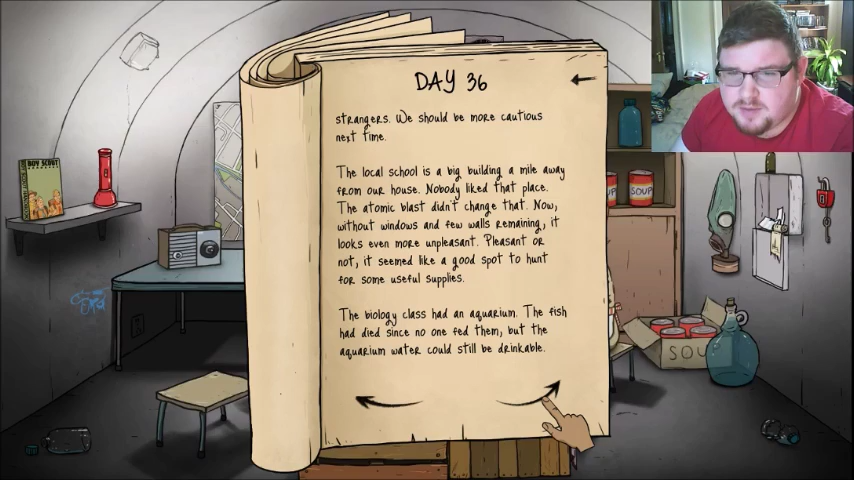 DAY 36
strangers. We should be more cautious
next time.
The local school is a big building a mile away
from our house. Nobody liked that place.
The atomic blast didn't change that. Now,
without windows and few walls remaining, it
looks even more unpleasant. Pleasant or
not, it seemed like a good spot to hunt
for some useful supplies.
The biology class had an aquarium. The fish
had died since no one fed them, but the
aquarium water could still be drinkable.
BOY SCOUT
SOUP
SOU